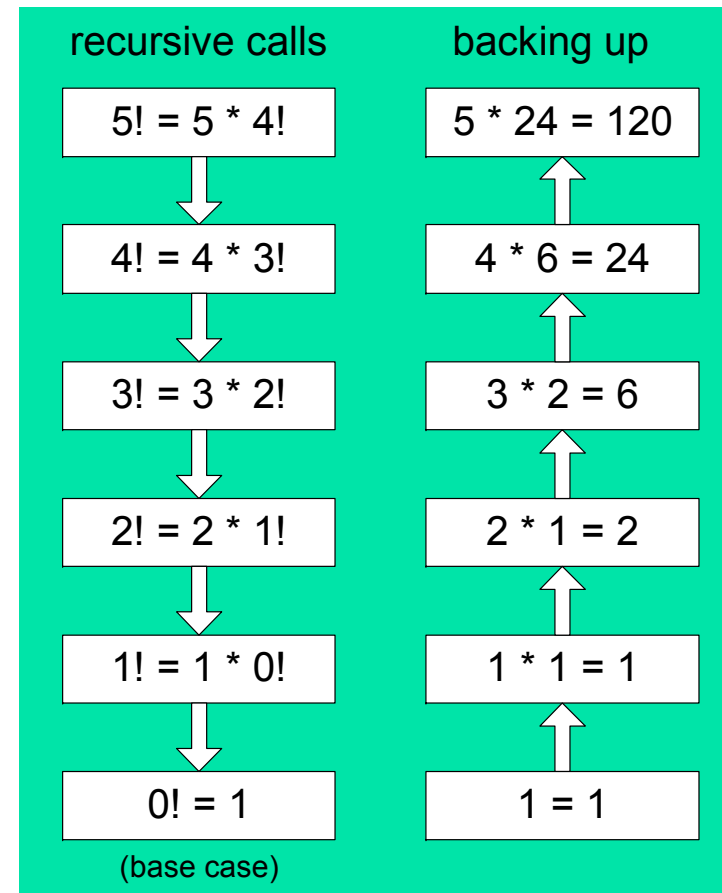 recursive calls
5! = 5 * 4!
4! = 4 * 3!
3! = 3 * 2!
2! = 2 * 1!
1! = 1 * 0!
0! = 1
(base case)
backing up
5 * 24 = 120
4 * 6 = 24
3 * 2 = 6
2 * 1 = 2
1 * 1 = 1
1 = 1